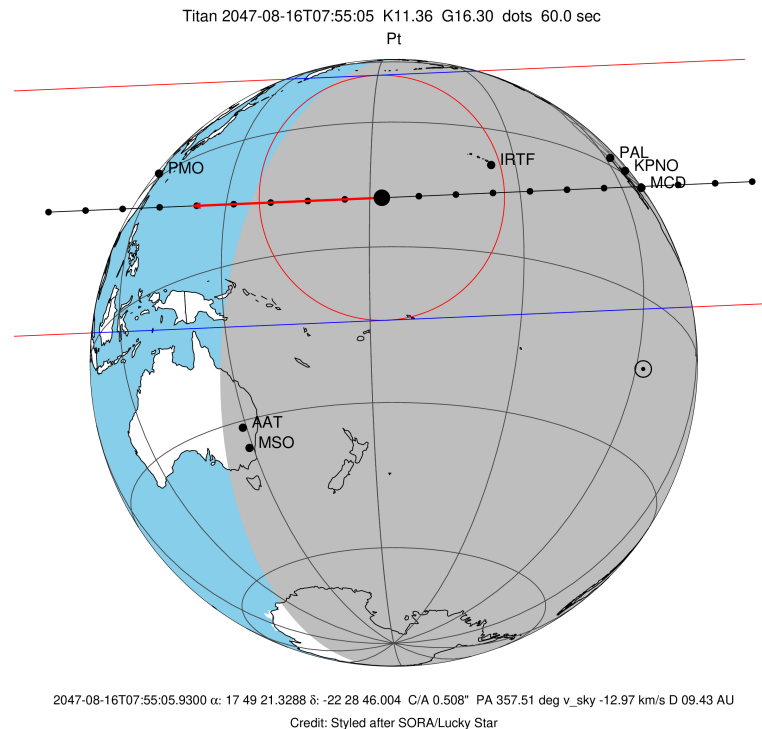 Titan 2047-08-16T07:55:05 K11.36 G16.30 dots 60.0 sec
Pt
PMO
IRTF
PAL
KPNO
MCD
AAT
MSO
2047-08-16T07:55:05.9300 α: 17 49 21.3288 δ: -22 28 46.004 C/A 0.508" PA 357.51 deg v_sky -12.97 km/s D 09.43 AU
Credit: Styled after SORA/Lucky Star